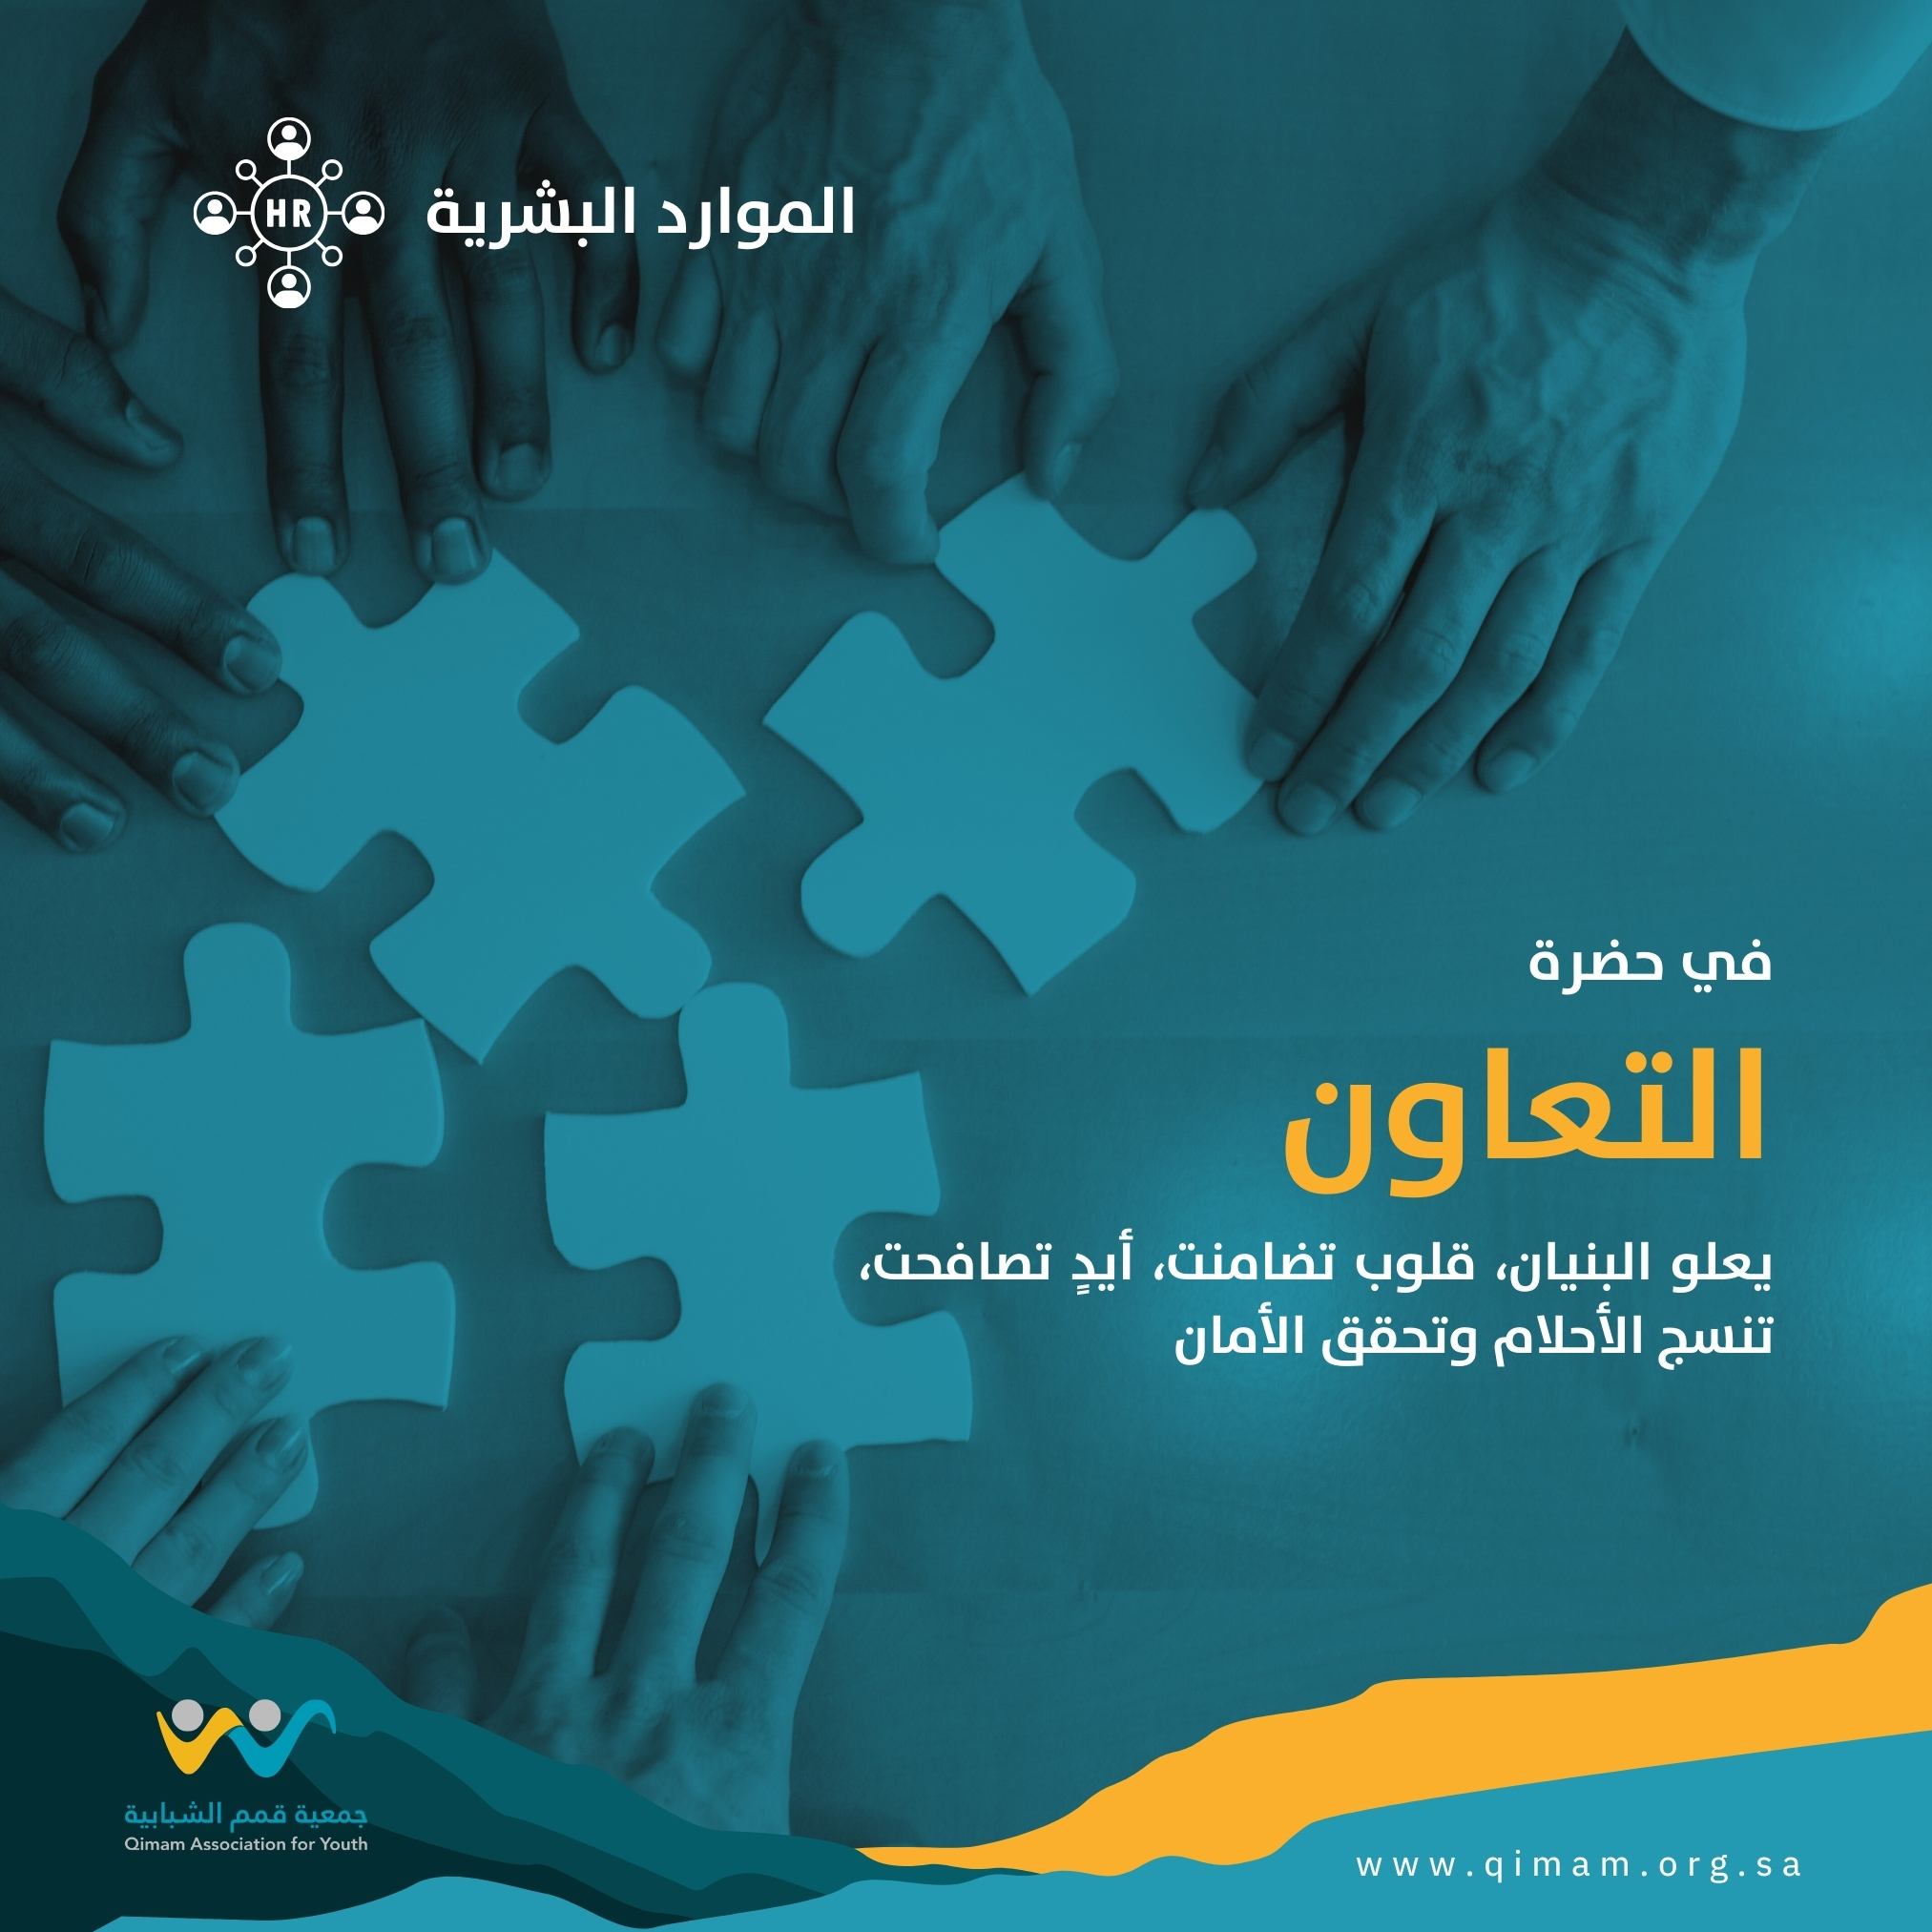 الموارد البشرية
HR
في حضرة
التعاون
يعلو البنيان، قلوب تضامنت، أيدٍ تصافحت،
تنسج الأحلام وتحقق الأمان
جمعية قمم الشبابية
Qimam Association for Youth
www.qimam.org.sa